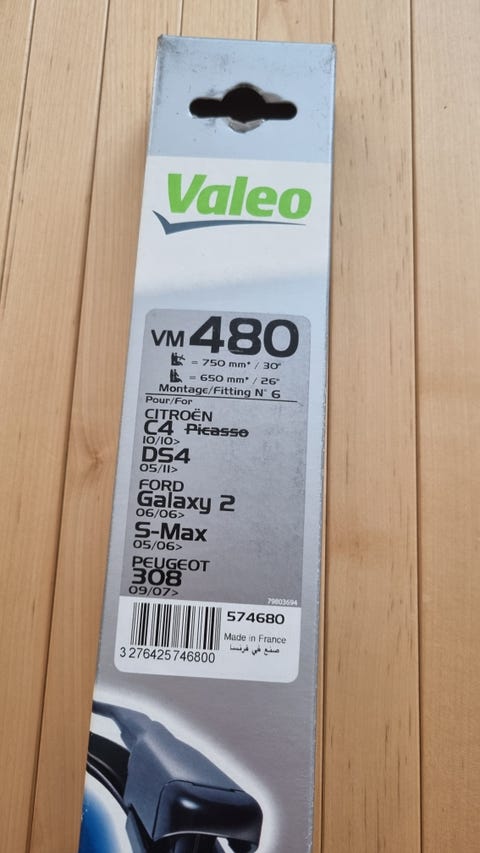 Valeo
VM 480
= 750 mm* / 30"
= 650 mm* / 26"
Montage/Fitting N° 6
Pour/For
CITROËN
C4 Picasso
10/10>
DS4
05/11>
FORD
Galaxy 2
06/06>
S-Max
05/06>
PEUGEOT
308
09/07>
79803694
574680
Made in France
صنع في فرنسا
3 276425 746800